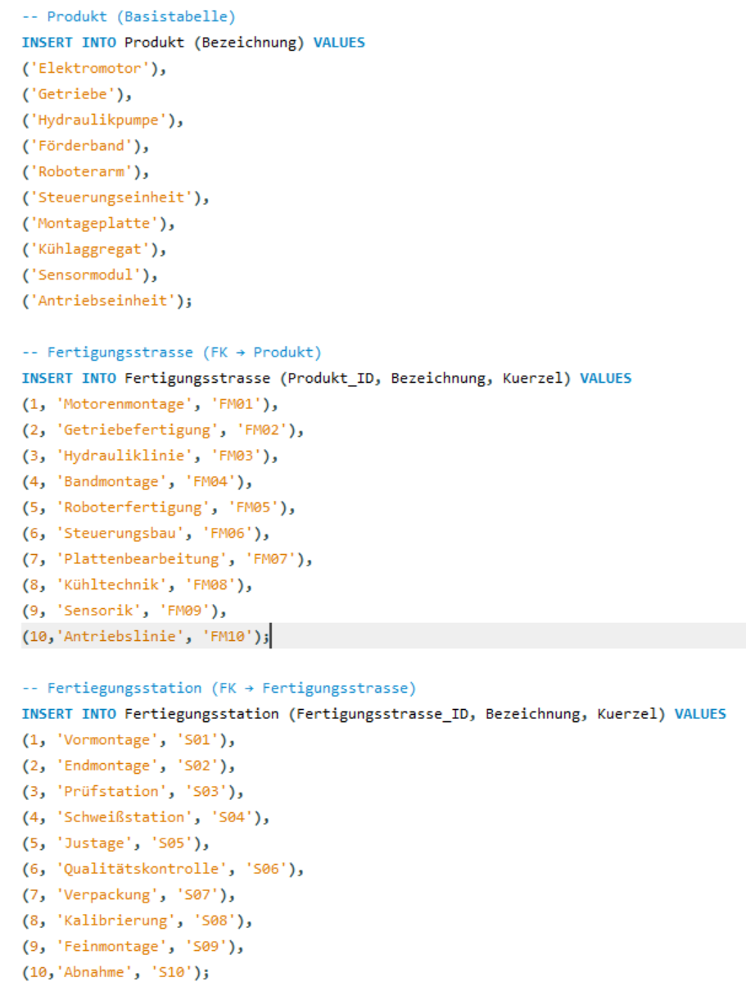 -- Produkt (Basistabelle)
INSERT INTO Produkt (Bezeichnung) VALUES
('Elektromotor'),
('Getriebe'),
('Hydraulikpumpe'),
('Förderband'),
('Roboterarm'),
('Steuerungseinheit'),
('Montageplatte'),
('Kühlaggregat'),
('Sensormodul'),
('Antriebseinheit');
-- Fertigungsstrasse (FK → Produkt)
INSERT INTO Fertigungsstrasse (Produkt_ID, Bezeichnung, Kuerzel) VALUES
(1, 'Motorenmontage', 'FM01'),
(2, 'Getriebefertigung', 'FM02'),
(3, 'Hydrauliklinie', 'FM03'),
(4, 'Bandmontage', 'FM04'),
(5, 'Roboterfertigung', 'FM05'),
(6, 'Steuerungsbau', 'FM06'),
(7, 'Plattenbearbeitung', 'FM07'),
(8, 'Kühltechnik', 'FM08'),
(9, 'Sensorik', 'FM09'),
(10,'Antriebslinie', 'FM10');
-- Fertiegungsstation (FK → Fertigungsstrasse)
INSERT INTO Fertiegungsstation (Fertigungsstrasse_ID, Bezeichnung, Kuerzel) VALUES
(1, 'Vormontage', 'S01'),
(2, 'Endmontage', 'S02'),
(3, 'Prüfstation', 'S03'),
(4, 'Schweißstation', 'S04'),
(5, 'Justage', 'S05'),
(6, 'Qualitätskontrolle', 'S06'),
(7, 'Verpackung', 'S07'),
(8, 'Kalibrierung', 'S08'),
(9, 'Feinmontage', 'S09'),
(10,'Abnahme', 'S10');